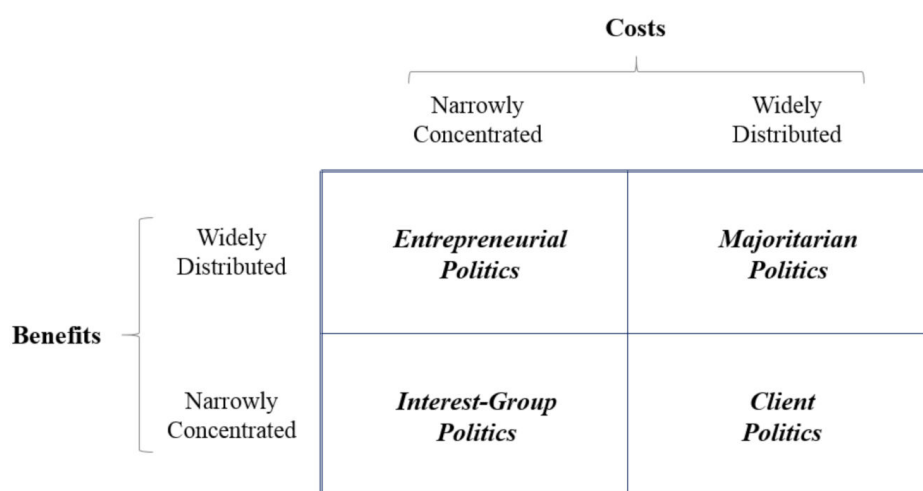 Costs
Narrowly
Concentrated
Widely
Distributed
Widely
Distributed
Entrepreneurial
Politics
Majoritarian
Politics
Benefits
Narrowly
Concentrated
Interest-Group
Politics
Client
Politics